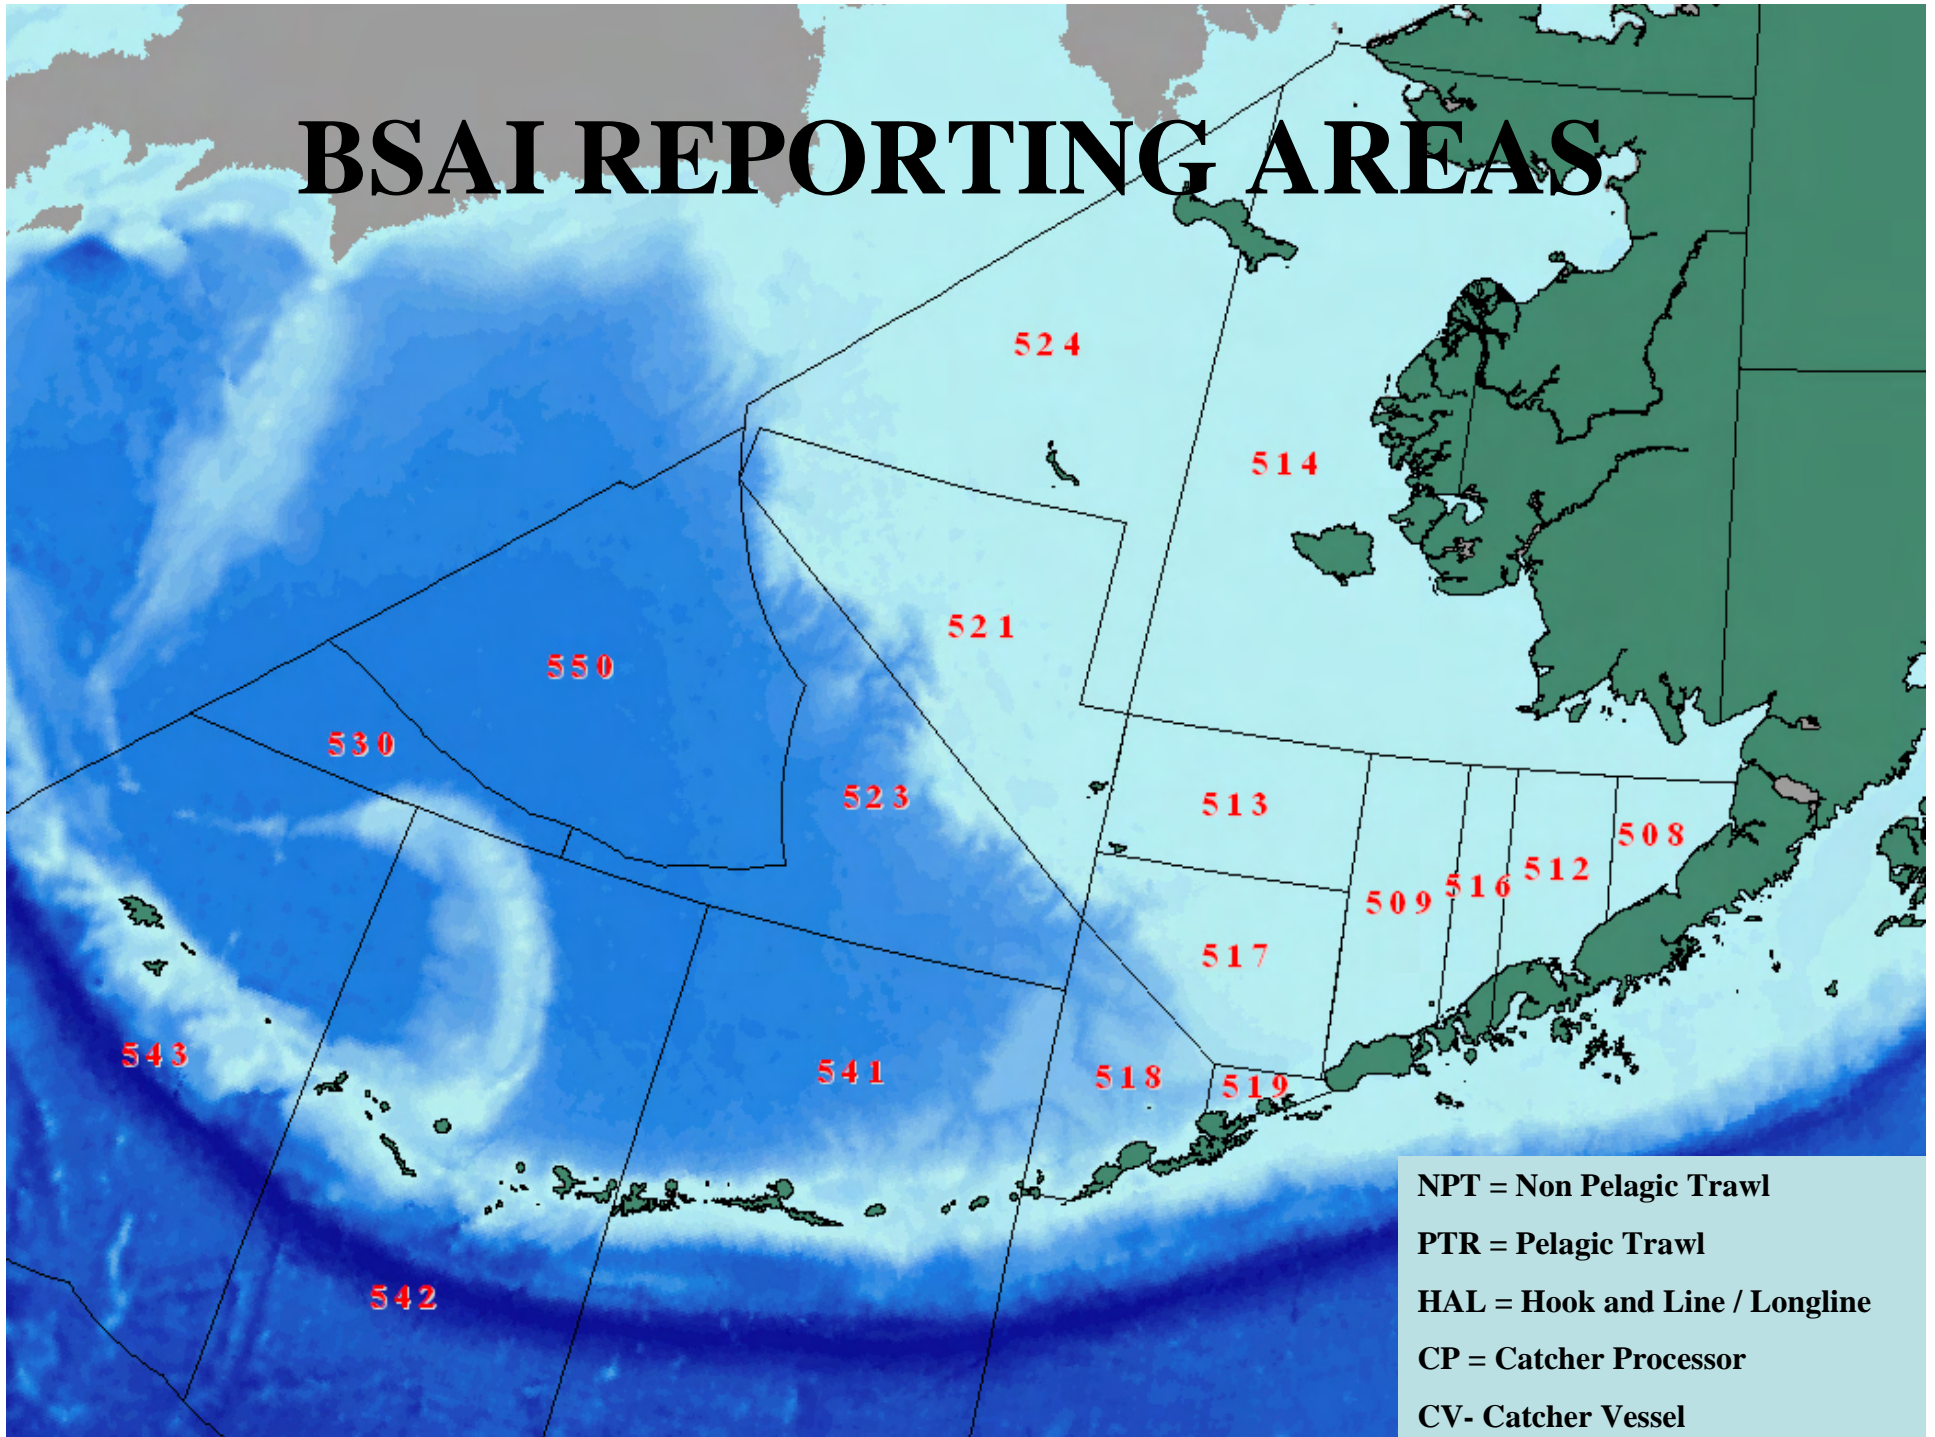 BSAI REPORTING AREAS
524
514
521
550
530
523
513
508
512
516
509
517
543
541
518
519
542
NPT = Non Pelagic Trawl
PTR = Pelagic Trawl
HAL = Hook and Line / Longline
CP = Catcher Processor
CV- Catcher Vessel